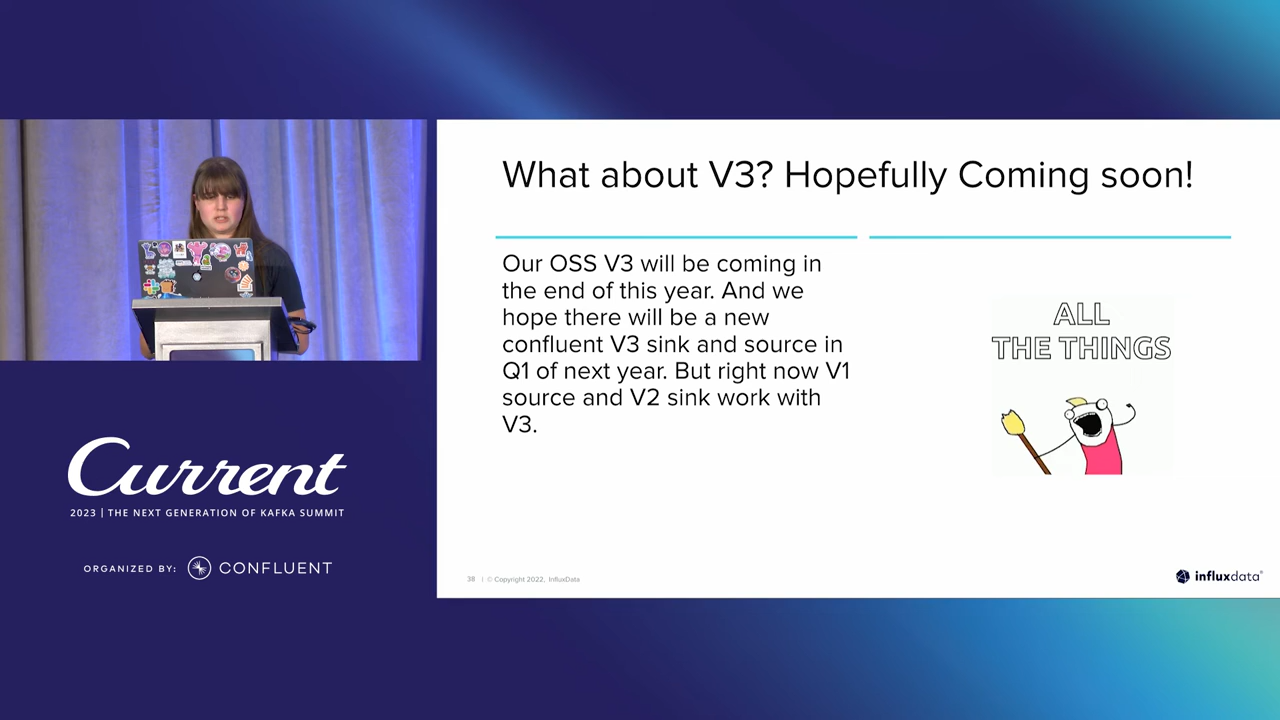 What about V3? Hopefully Coming soon!
Our OSS V3 will be coming in
the end of this year. And we
hope there will be a new
confluent V3 sink and source in
Q1 of next year. But right now V1
source and V2 sink work with
V3.
ALL
THE THINGS
Current
2023 | THE NEXT GENERATION OF KAFKA SUMMIT
ORGANIZED BY: CONFLUENT
38 | © Copyright 2022, InfluxData
influxdata®